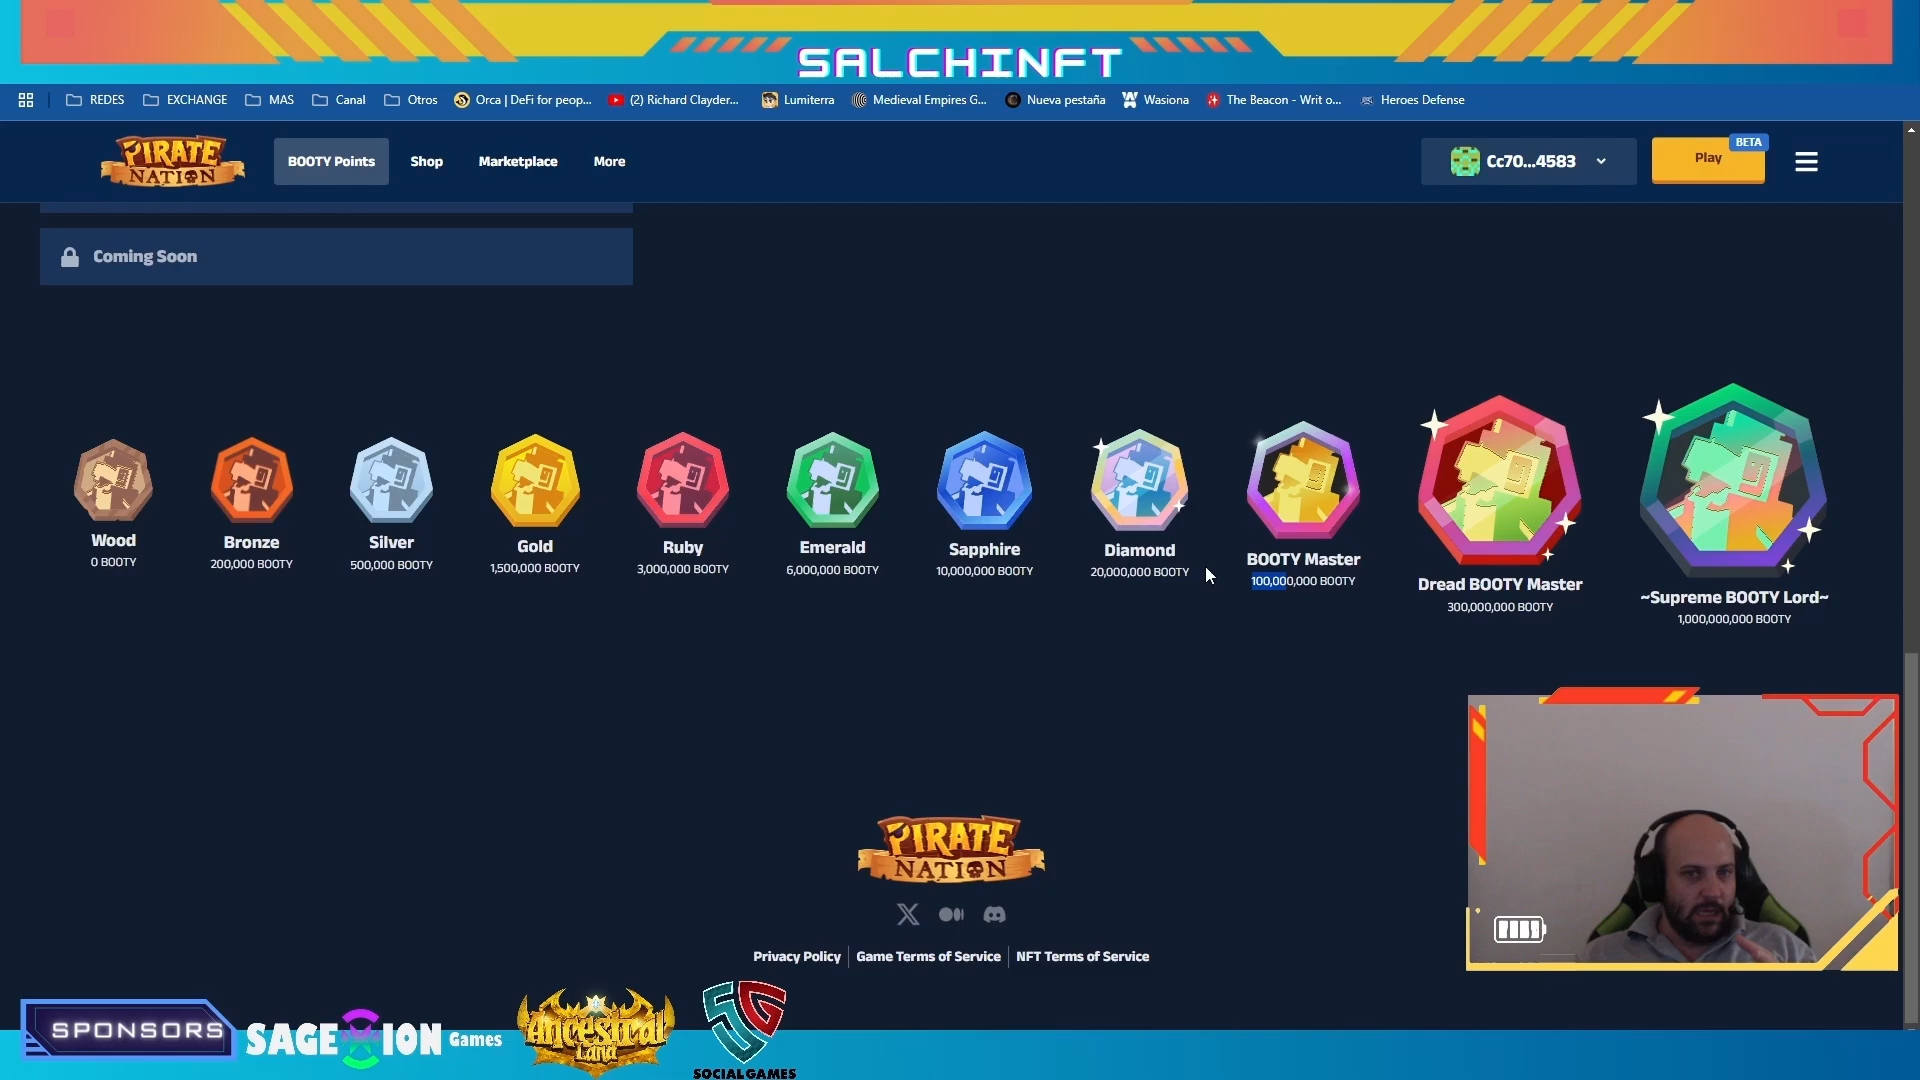 SALCHINFT
REDES
EXCHANGE
MAS
Canal
Otros
Orca | DeFi for peop...
(2) Richard Clayder...
Lumiterra
Medieval Empires G...
Nueva pestaña
Wasiona
The Beacon - Writ o...
Heroes Defense
PIRATE NATION
BOOTY Points
Shop
Marketplace
More
Cc70...4583
Play
BETA
Coming Soon
Wood
0 BOOTY
Bronze
200,000 BOOTY
Silver
500,000 BOOTY
Gold
1,500,000 BOOTY
Ruby
3,000,000 BOOTY
Emerald
6,000,000 BOOTY
Sapphire
10,000,000 BOOTY
Diamond
20,000,000 BOOTY
BOOTY Master
100,000,000 BOOTY
Dread BOOTY Master
300,000,000 BOOTY
~Supreme BOOTY Lord~
1,000,000,000 BOOTY
PIRATE
NATION
Privacy Policy
Game Terms of Service
NFT Terms of Service
SPONSORS
SAGE ION Games
Ancestral
Land
SG
SOCIAL GAMES